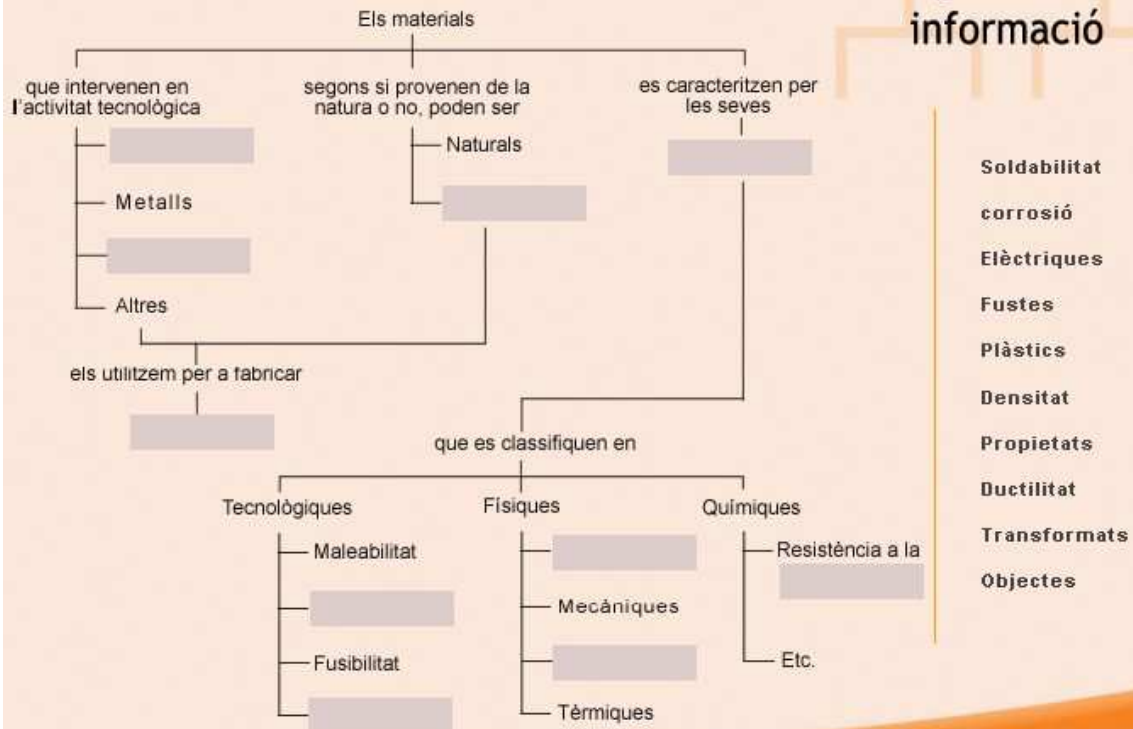 Els materials
informació
que intervenen en
l'activitat tecnològica
segons si provenen de la
natura o no, poden ser
es caracteritzen per
les seves
Naturals
Metalls
Altres
els utilitzem per a fabricar
que es classifiquen en
Tecnològiques
Físiques
Químiques
Maleabilitat
Resistència a la
Mecàniques
Fusibilitat
Etc.
Tèrmiques
Soldabilitat
corrosió
Elèctriques
Fustes
Plàstics
Densitat
Propietats
Ductilitat
Transformats
Objectes